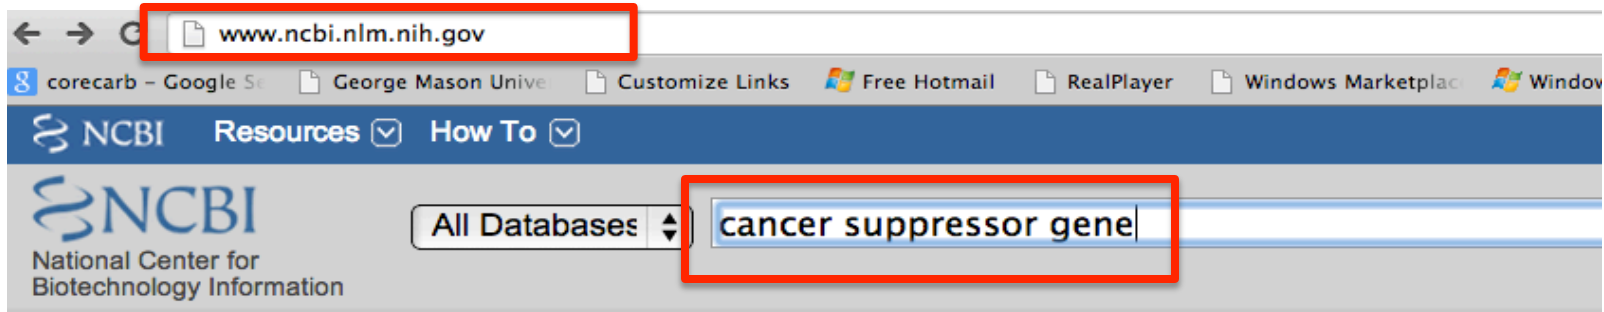 www.ncbi.nlm.nih.gov
corecarb – Google Se George Mason Unive Customize Links Free Hotmail RealPlayer Windows Marketplac Window
NCBI Resources How To
NCBI
All Databases cancer suppressor gene
National Center for
Biotechnology Information